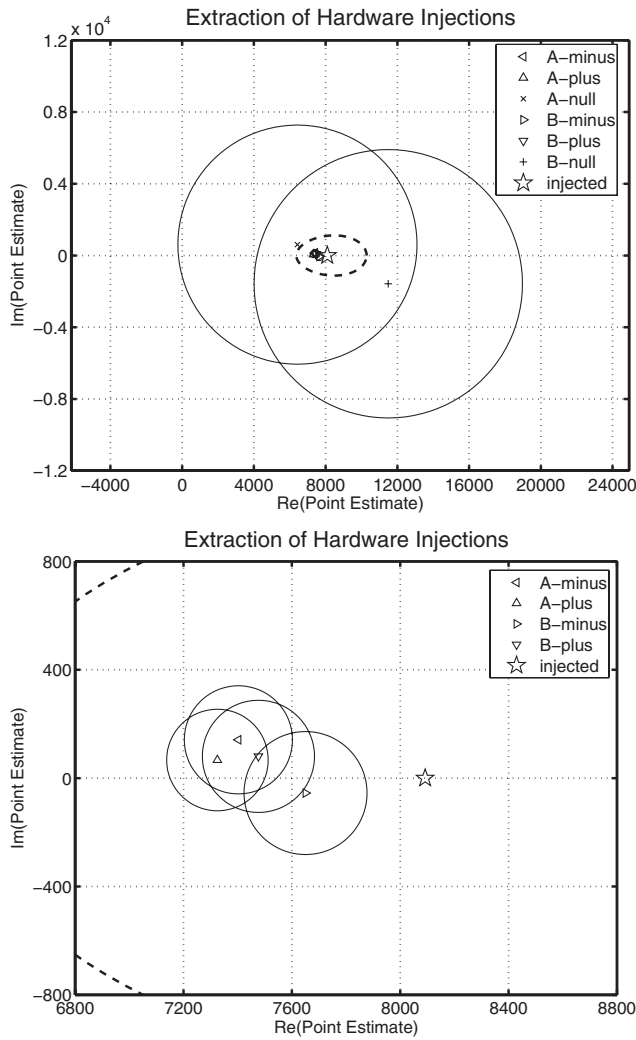 Extraction of Hardware Injections
x 10⁴
1.2
0.8
0.4
0
−0.4
−0.8
−1.2
Im(Point Estimate)
A−minus
A−plus
A−null
B−minus
B−plus
B−null
injected
−4000 0 4000 8000 12000 16000 20000 24000
Re(Point Estimate)
Extraction of Hardware Injections
800
400
0
−400
−800
Im(Point Estimate)
A−minus
A−plus
B−minus
B−plus
injected
6800 7200 7600 8000 8400 8800
Re(Point Estimate)